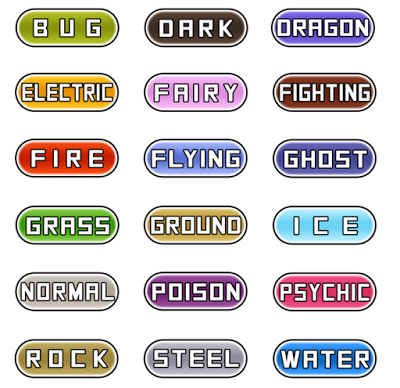 BUG DARK DRAGON
ELECTRIC FAIRY FIGHTING
FIRE FLYING GHOST
GRASS GROUND ICE
NORMAL POISON PSYCHIC
ROCK STEEL WATER